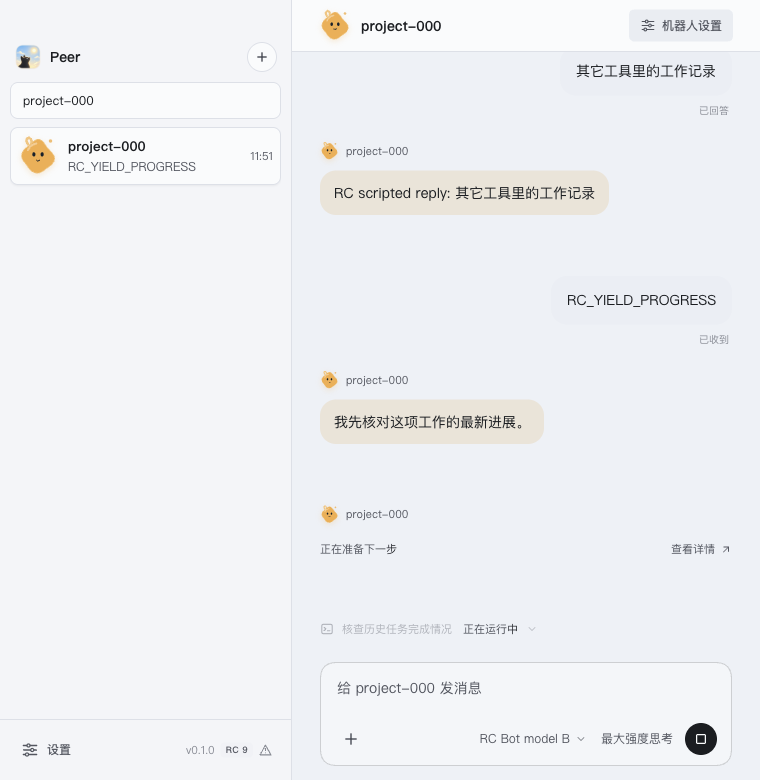 Peer
project-000
project-000
11:51
RC_YIELD_PROGRESS
设置
v0.1.0 RC 9
project-000
机器人设置
其它工具里的工作记录
已回答
project-000
RC scripted reply: 其它工具里的工作记录
RC_YIELD_PROGRESS
已收到
project-000
我先核对这项工作的最新进展。
project-000
正在准备下一步
查看详情
核查历史任务完成情况 正在运行中
给 project-000 发消息
RC Bot model B 最大强度思考